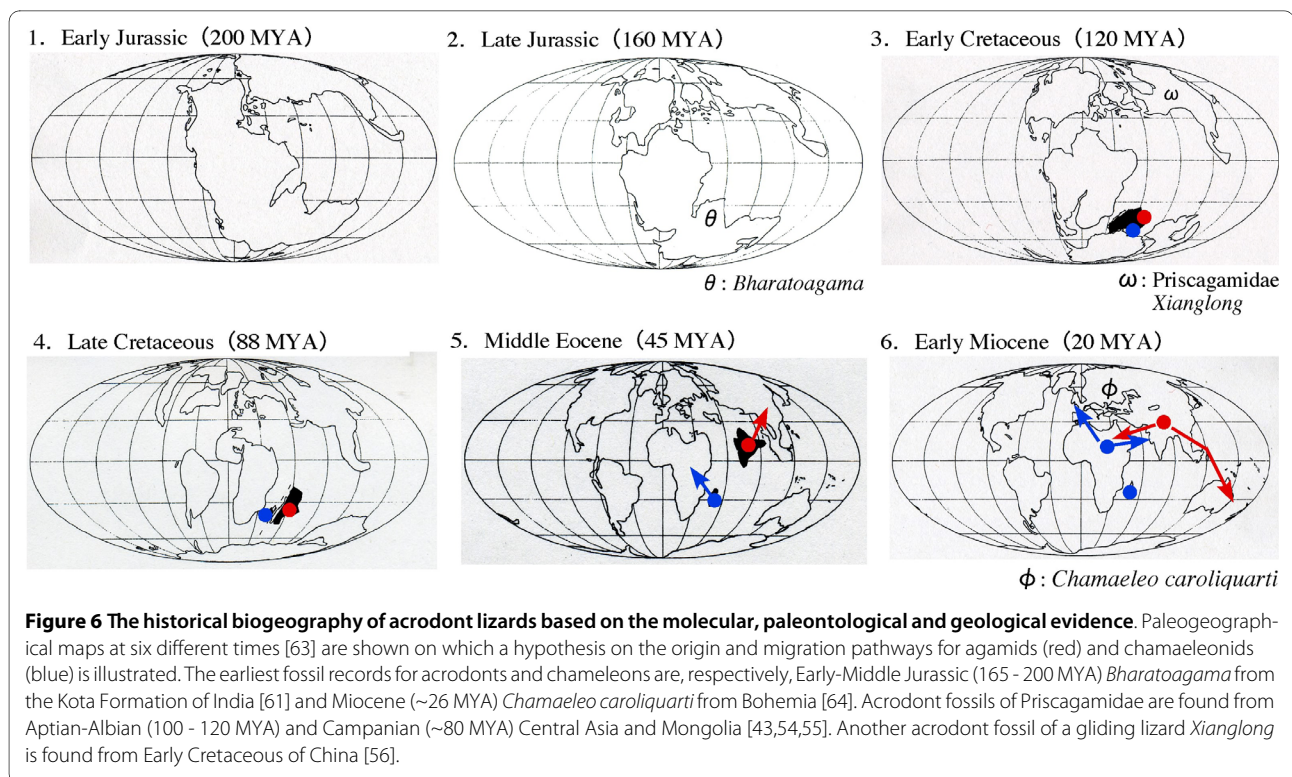 1. Early Jurassic (200 MYA)
2. Late Jurassic (160 MYA)
3. Early Cretaceous (120 MYA)
ω
θ
θ : Bharatoagama
ω : Priscagamidae
Xianglong
4. Late Cretaceous (88 MYA)
5. Middle Eocene (45 MYA)
6. Early Miocene (20 MYA)
ϕ
ϕ : Chamaeleo caroliquarti
Figure 6 The historical biogeography of acrodont lizards based on the molecular, paleontological and geological evidence. Paleogeograph-
ical maps at six different times [63] are shown on which a hypothesis on the origin and migration pathways for agamids (red) and chamaeleonids
(blue) is illustrated. The earliest fossil records for acrodonts and chameleons are, respectively, Early-Middle Jurassic (165 - 200 MYA) Bharatoagama from
the Kota Formation of India [61] and Miocene (~26 MYA) Chamaeleo caroliquarti from Bohemia [64]. Acrodont fossils of Priscagamidae are found from
Aptian-Albian (100 - 120 MYA) and Campanian (~80 MYA) Central Asia and Mongolia [43,54,55]. Another acrodont fossil of a gliding lizard Xianglong
is found from Early Cretaceous of China [56].